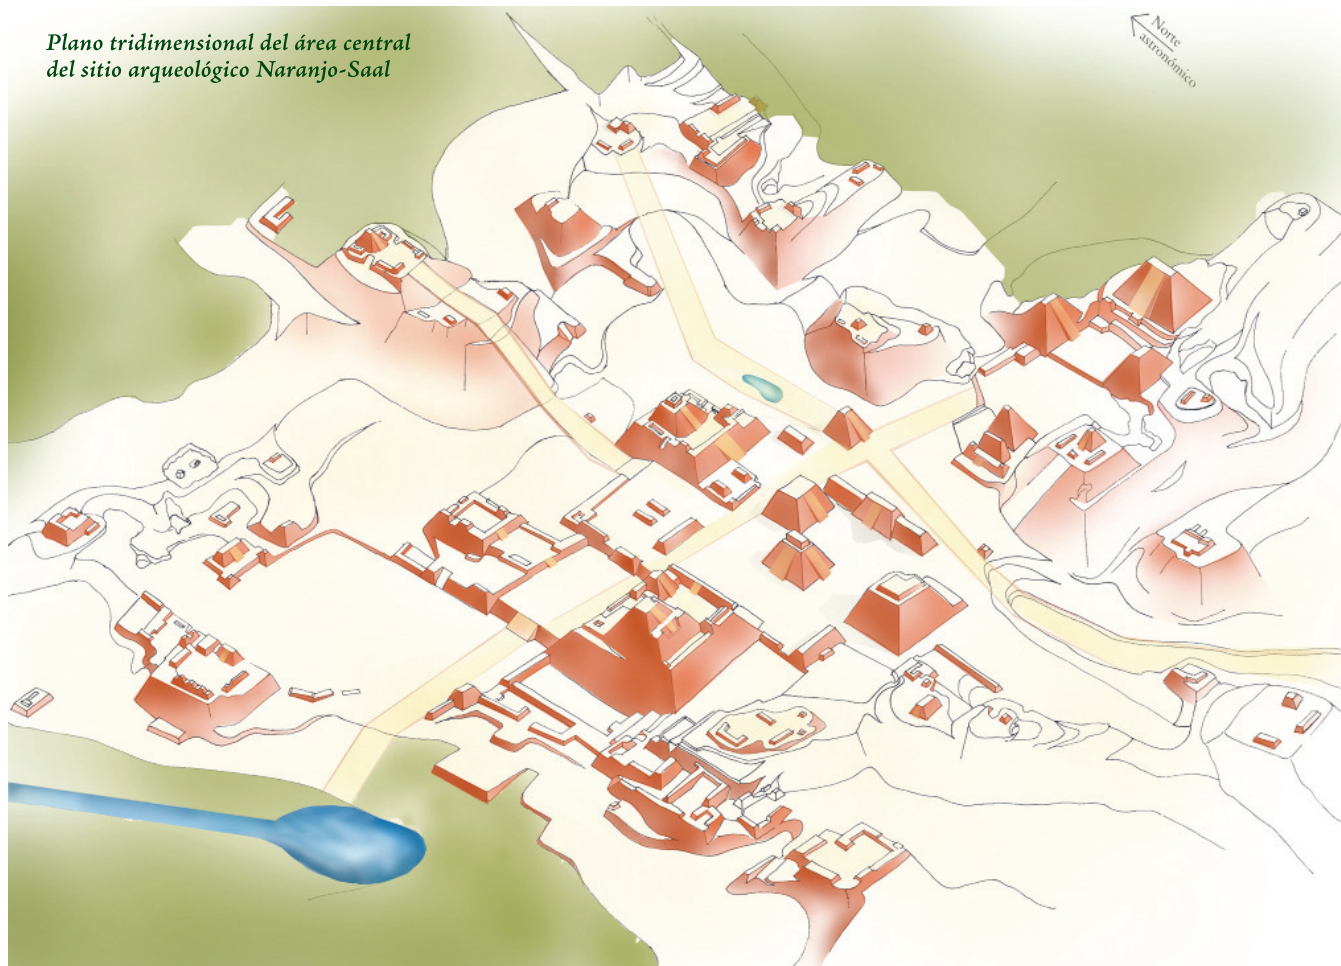 Plano tridimensional del área central
del sitio arqueológico Naranjo-Saal
Norte
astronómico